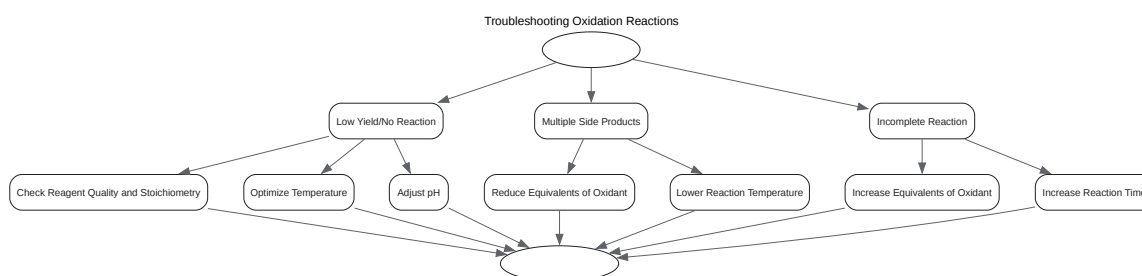 Troubleshooting Oxidation Reactions
Low Yield/No Reaction
Multiple Side Products
Incomplete Reaction
Check Reagent Quality and Stoichiometry
Optimize Temperature
Adjust pH
Reduce Equivalents of Oxidant
Lower Reaction Temperature
Increase Equivalents of Oxidant
Increase Reaction Time